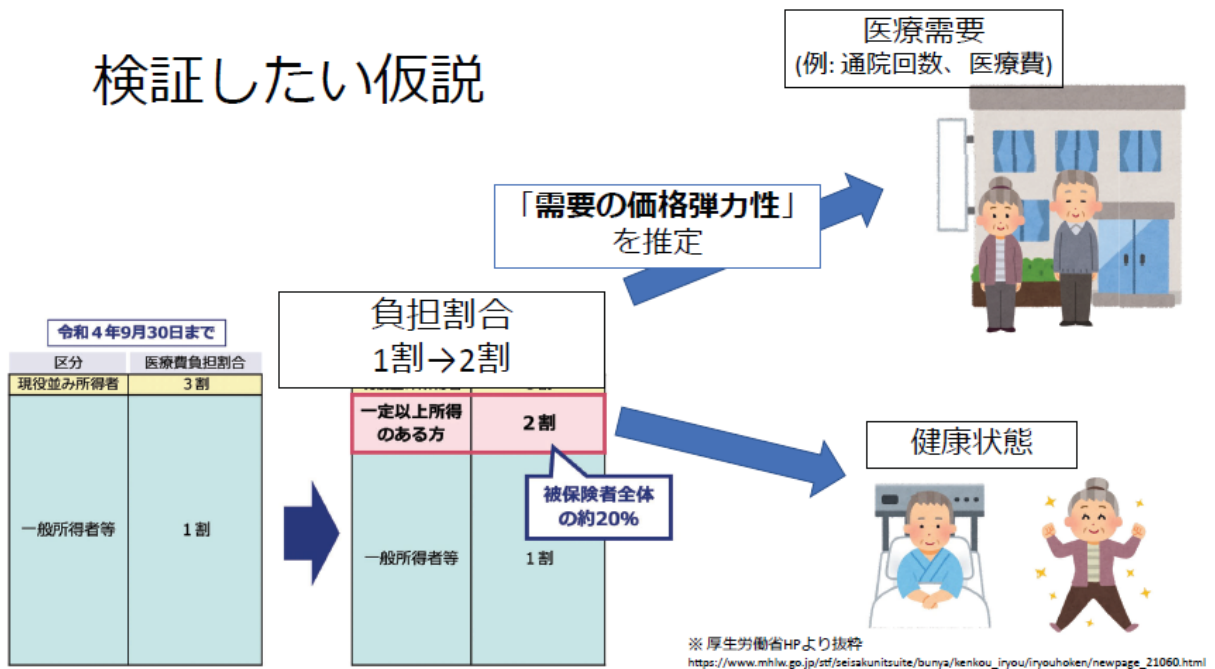 検証したい仮説
医療需要
(例: 通院回数、医療費)
「需要の価格弾力性」
を推定
負担割合
1割→2割
令和4年9月30日まで
区分
医療費負担割合
現役並み所得者
3割
一般所得者等
1割
一定以上所得
のある方
2割
被保険者全体
の約20%
一般所得者等
1割
健康状態
※ 厚生労働省HPより抜粋
https://www.mhlw.go.jp/stf/seisakunitsuite/bunya/kenkou_iryou/iryouhoken/newpage_21060.html